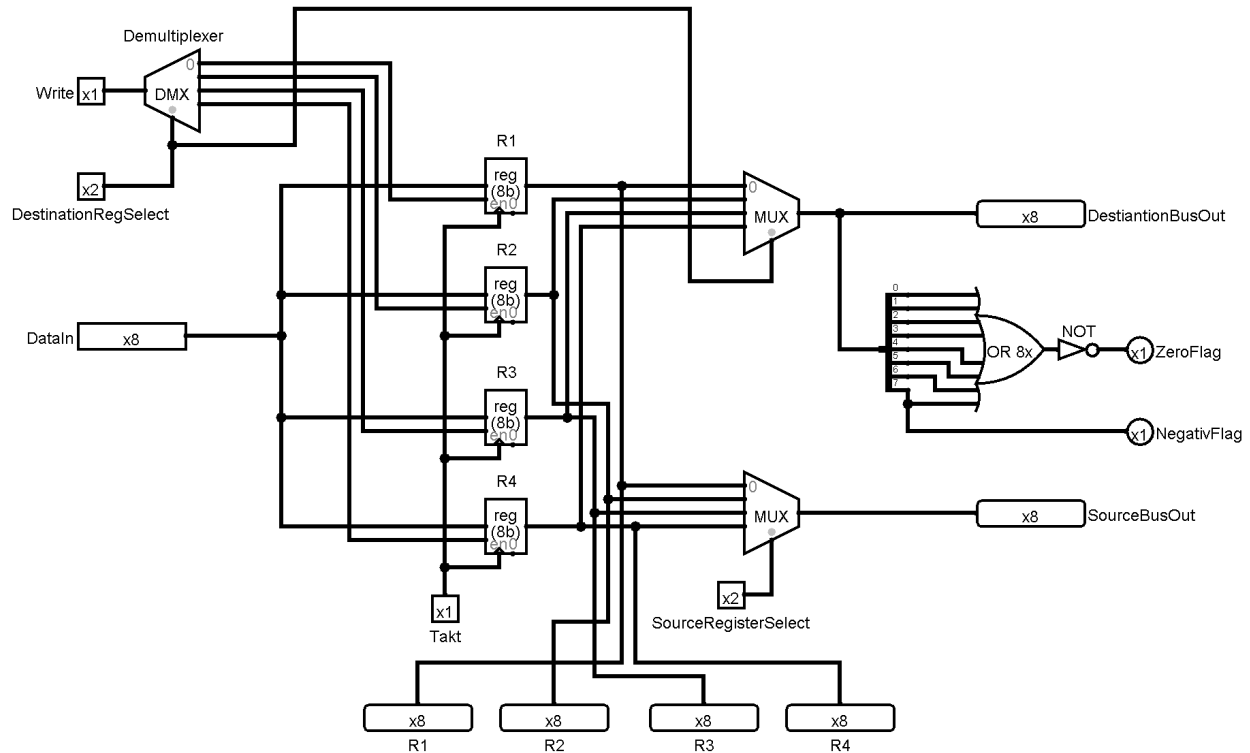 Demultiplexer
0
Write x1
DMX
x2
DestinationRegSelect
R1
reg
(8b)
en0
0
MUX
x8 DestiantionBusOut
R2
reg
(8b)
en0
DataIn x8
0
1
2
3
4
5
6
7
OR 8x
NOT
x1 ZeroFlag
R3
reg
(8b)
en0
x1 NegativFlag
R4
reg
(8b)
en0
0
MUX
x8 SourceBusOut
x1
Takt
x2
SourceRegisterSelect
x8 x8 x8 x8
R1 R2 R3 R4